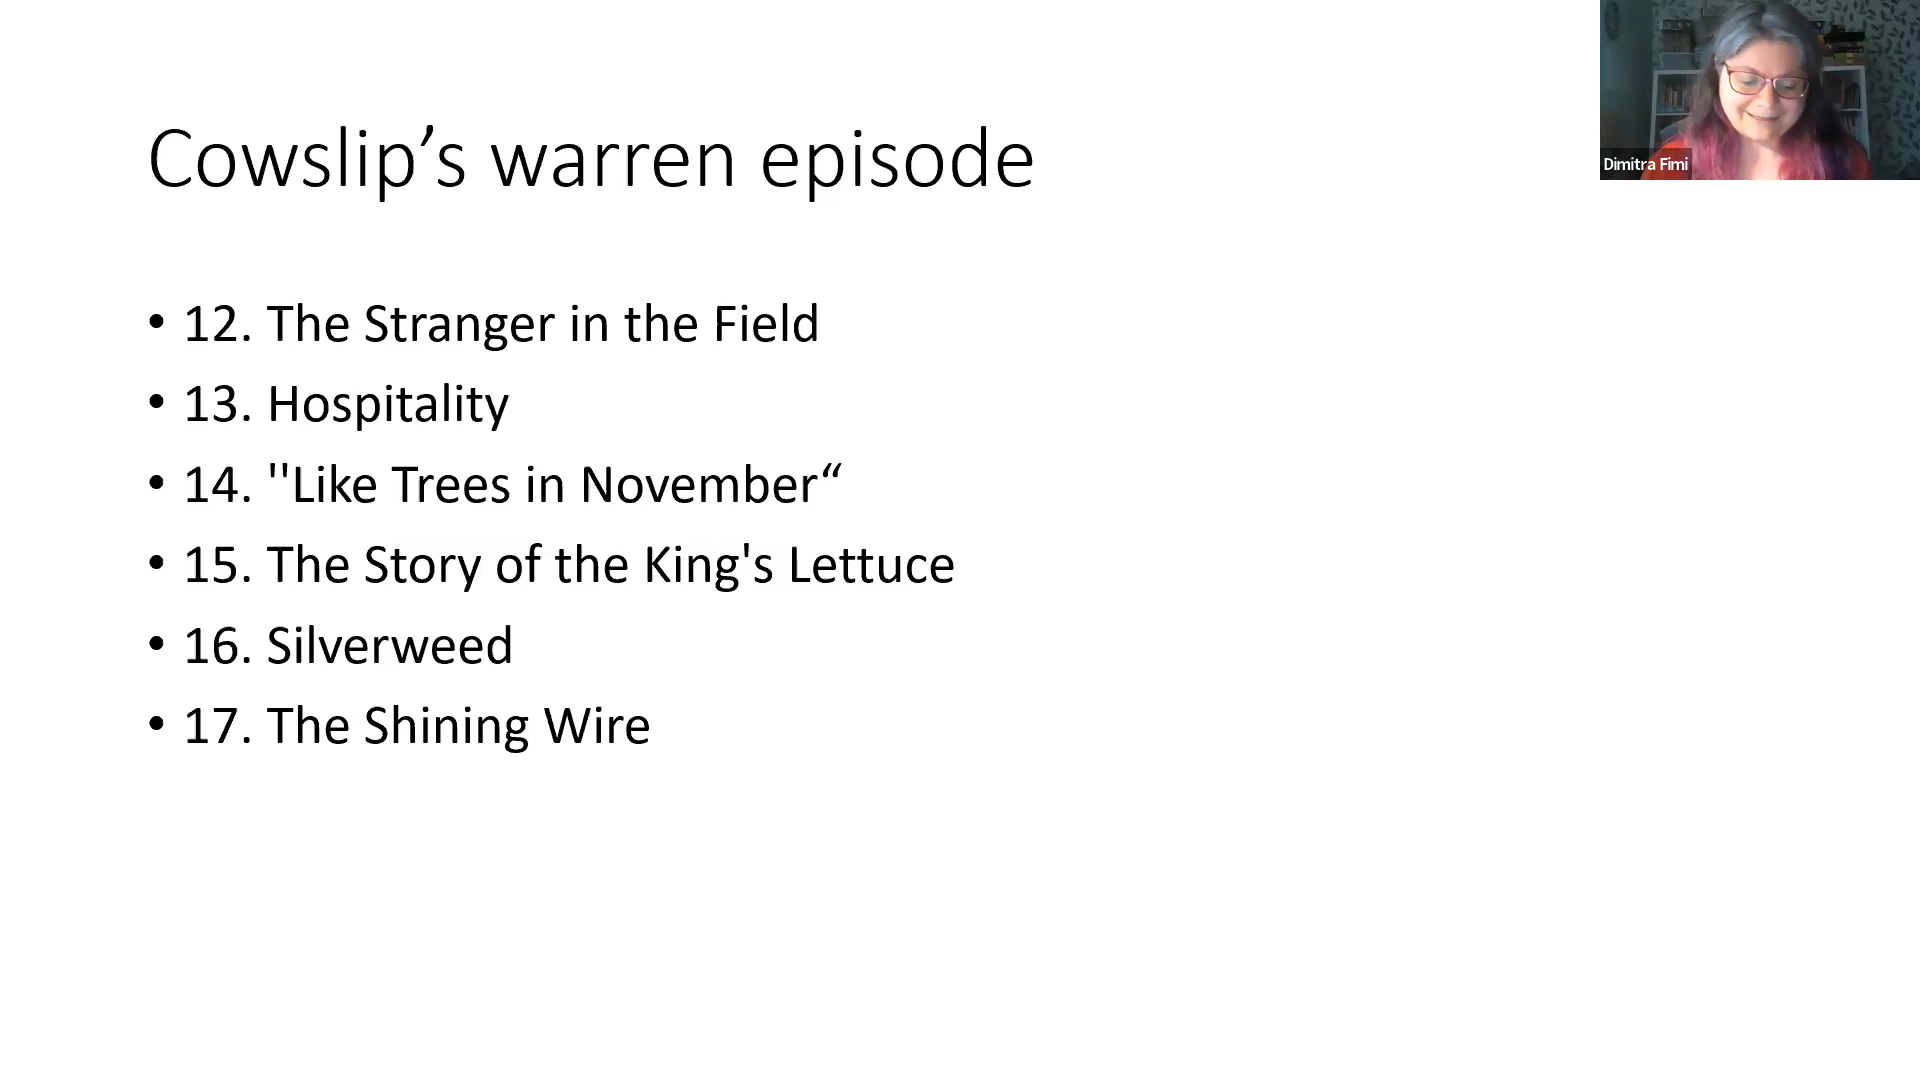 Cowslip’s warren episode
• 12. The Stranger in the Field
• 13. Hospitality
• 14. "Like Trees in November“
• 15. The Story of the King's Lettuce
• 16. Silverweed
• 17. The Shining Wire
Dimitra Fimi